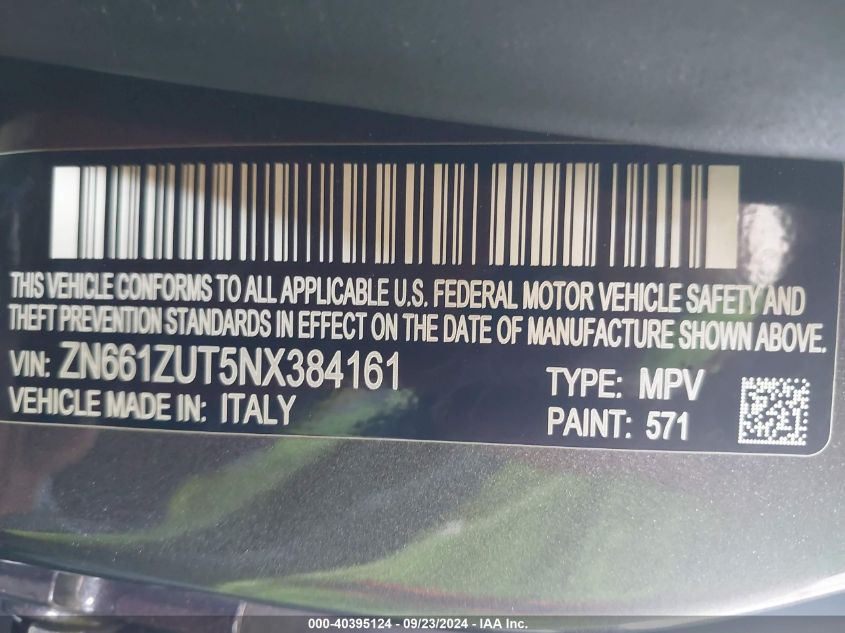 THIS VEHICLE CONFORMS TO ALL APPLICABLE U.S. FEDERAL MOTOR VEHICLE SAFETY AND
THEFT PREVENTION STANDARDS IN EFFECT ON THE DATE OF MANUFACTURE SHOWN ABOVE.
VIN: ZN661ZUT5NX384161
TYPE: MPV
VEHICLE MADE IN: ITALY
PAINT: 571
000-40395124 - 09/23/2024 - IAA Inc.